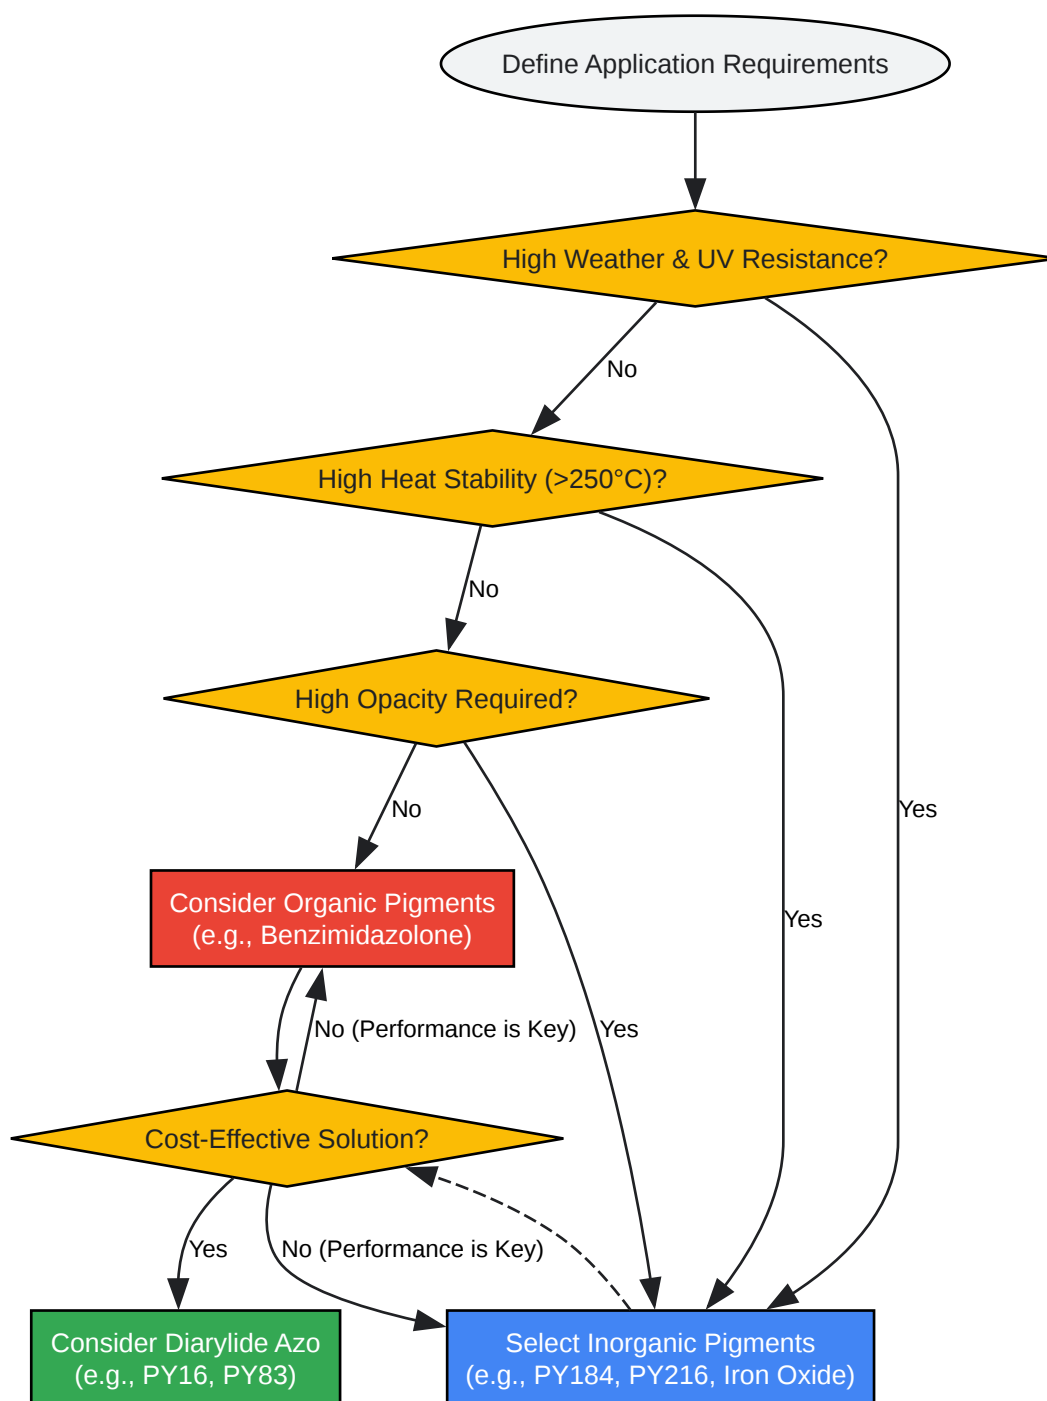 Define Application Requirements
High Weather & UV Resistance?
No
High Heat Stability (>250°C)?
No
High Opacity Required?
No
Yes
Yes
Consider Organic Pigments
(e.g., Benzimidazolone)
No (Performance is Key)
Yes
Cost-Effective Solution?
Yes
No (Performance is Key)
Consider Diarylide Azo
(e.g., PY16, PY83)
Select Inorganic Pigments
(e.g., PY184, PY216, Iron Oxide)